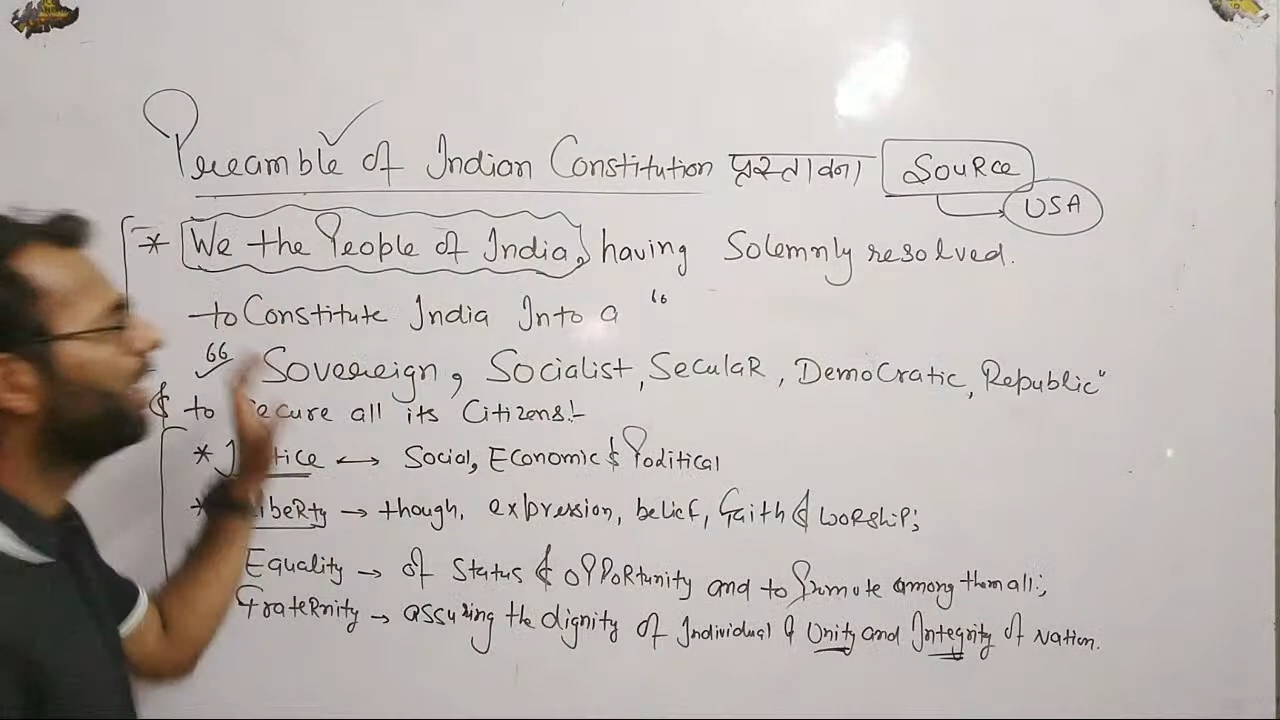 Preamble of Indian Constitution प्रस्तावना Source
USA
* We the People of India, having Solemnly resolved.
to Constitute India Into a "
" Sovereign, Socialist, Secular, Democratic, Republic"
& to ecure all its Citizens:-
* J tice ↔ Social, Economic & Political
* iberty → though, expression, belief, Faith & worship;
Equality → of Status & opportunity and to Promote among them all;
Fraternity → assuring the dignity of Individual & Unity and Integrity of Nation.